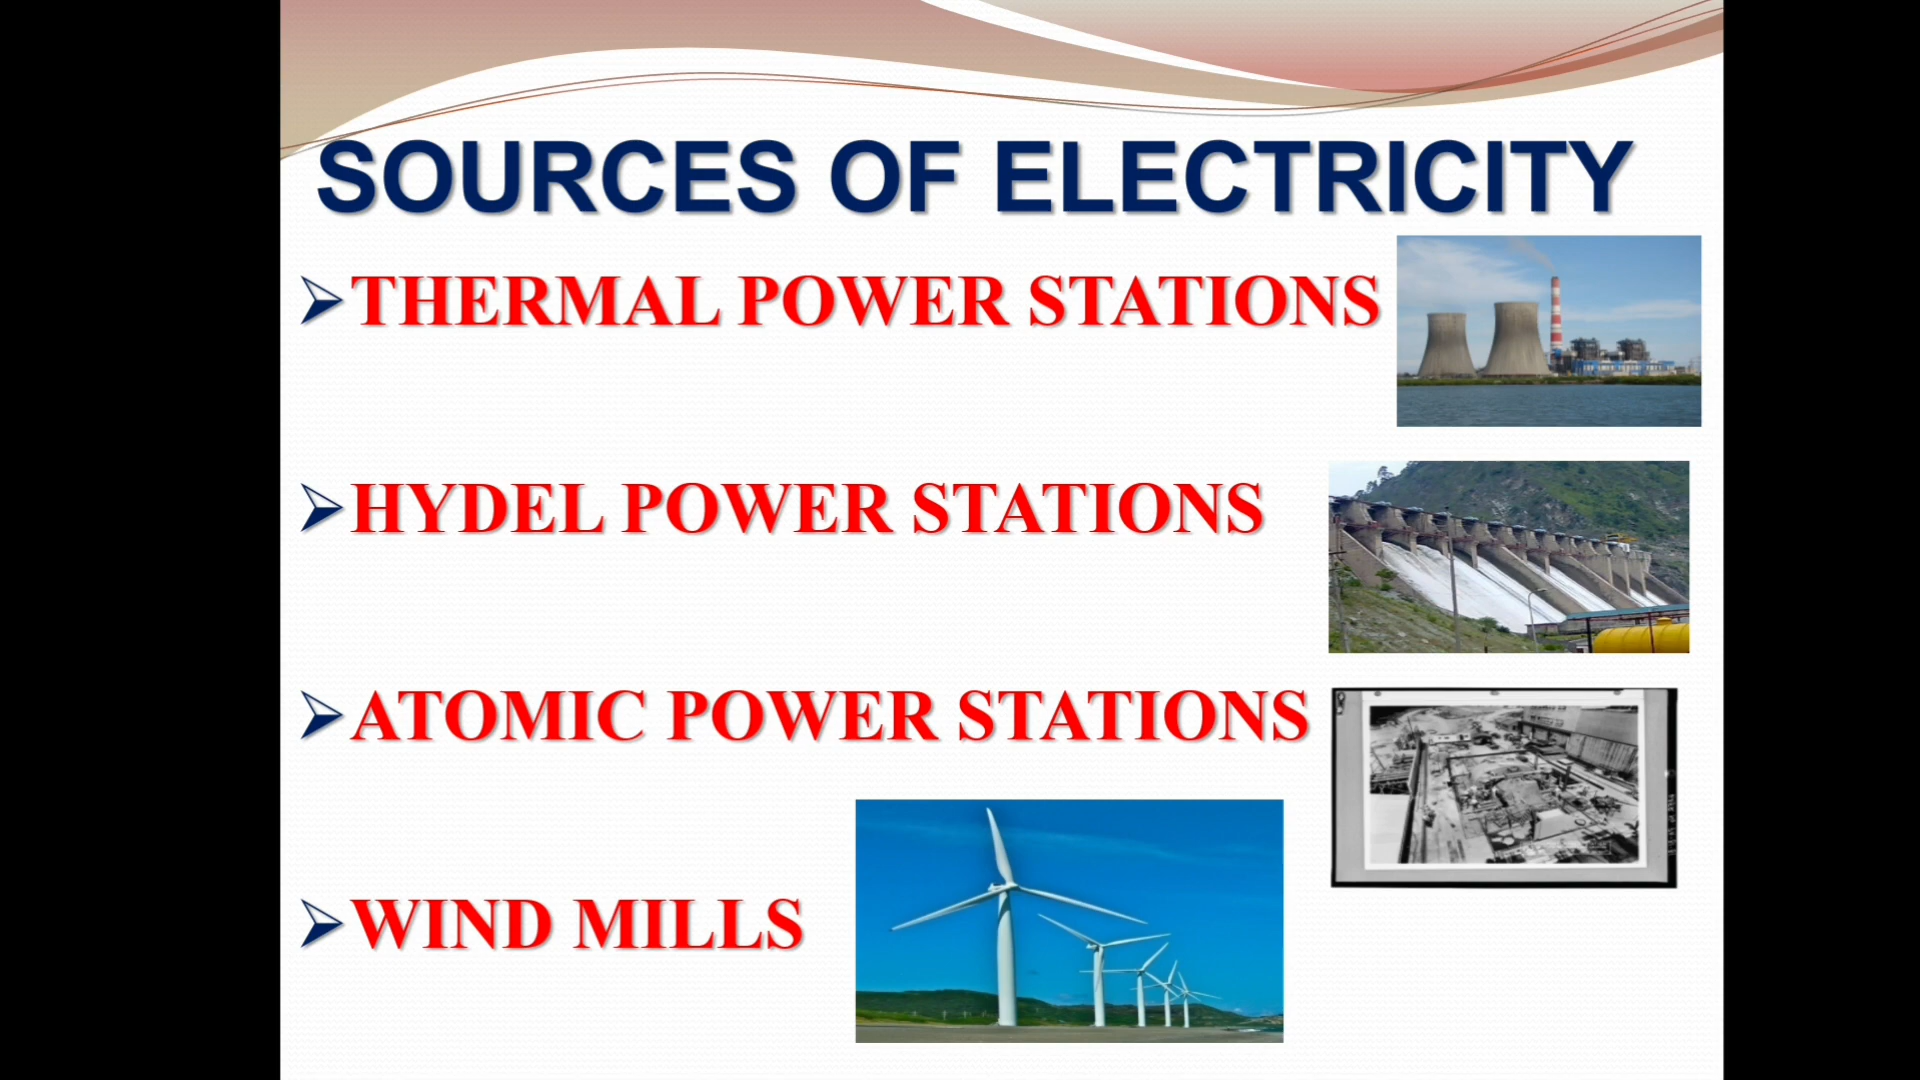 SOURCES OF ELECTRICITY
THERMAL POWER STATIONS
HYDEL POWER STATIONS
ATOMIC POWER STATIONS
WIND MILLS